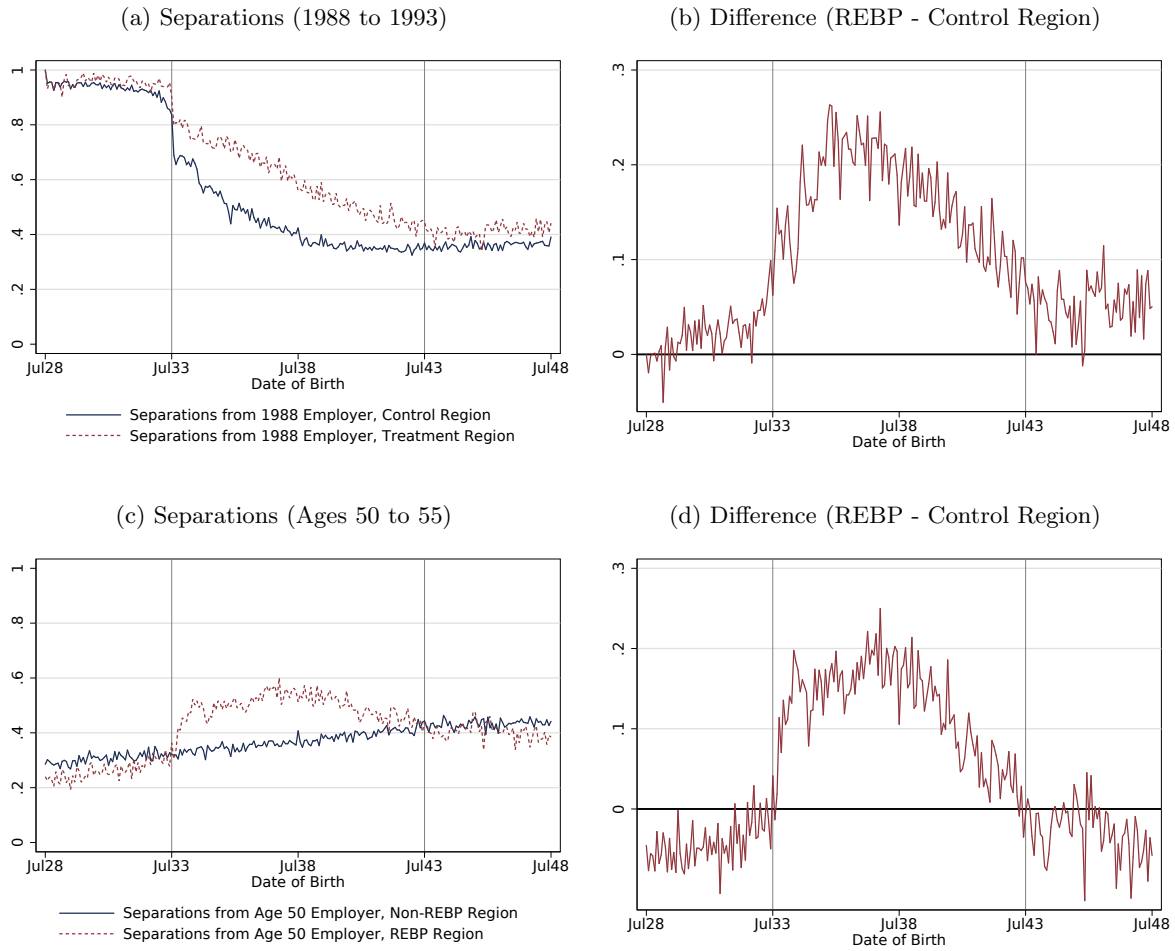 (a) Separations (1988 to 1993)
1
.8
.6
.4
.2
0
Jul28
Jul33
Jul38
Jul43
Jul48
Date of Birth
Separations from 1988 Employer, Control Region
Separations from 1988 Employer, Treatment Region
(b) Difference (REBP - Control Region)
.3
.2
.1
0
Jul28
Jul33
Jul38
Jul43
Jul48
Date of Birth
(c) Separations (Ages 50 to 55)
1
.8
.6
.4
.2
0
Jul28
Jul33
Jul38
Jul43
Jul48
Date of Birth
Separations from Age 50 Employer, Non-REBP Region
Separations from Age 50 Employer, REBP Region
(d) Difference (REBP - Control Region)
.3
.2
.1
0
Jul28
Jul33
Jul38
Jul43
Jul48
Date of Birth